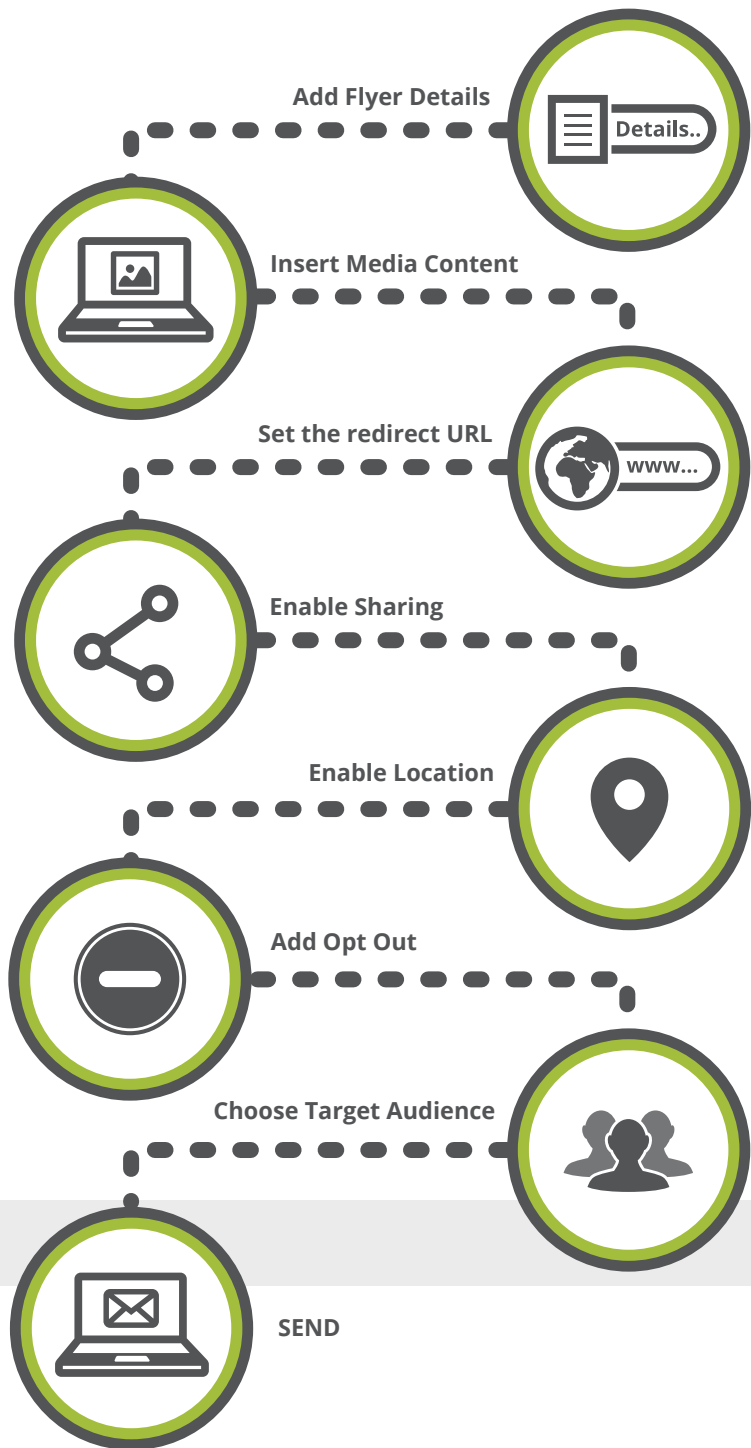 Add Flyer Details
Details..
Insert Media Content
Set the redirect URL
www...
Enable Sharing
Enable Location
Add Opt Out
Choose Target Audience
SEND